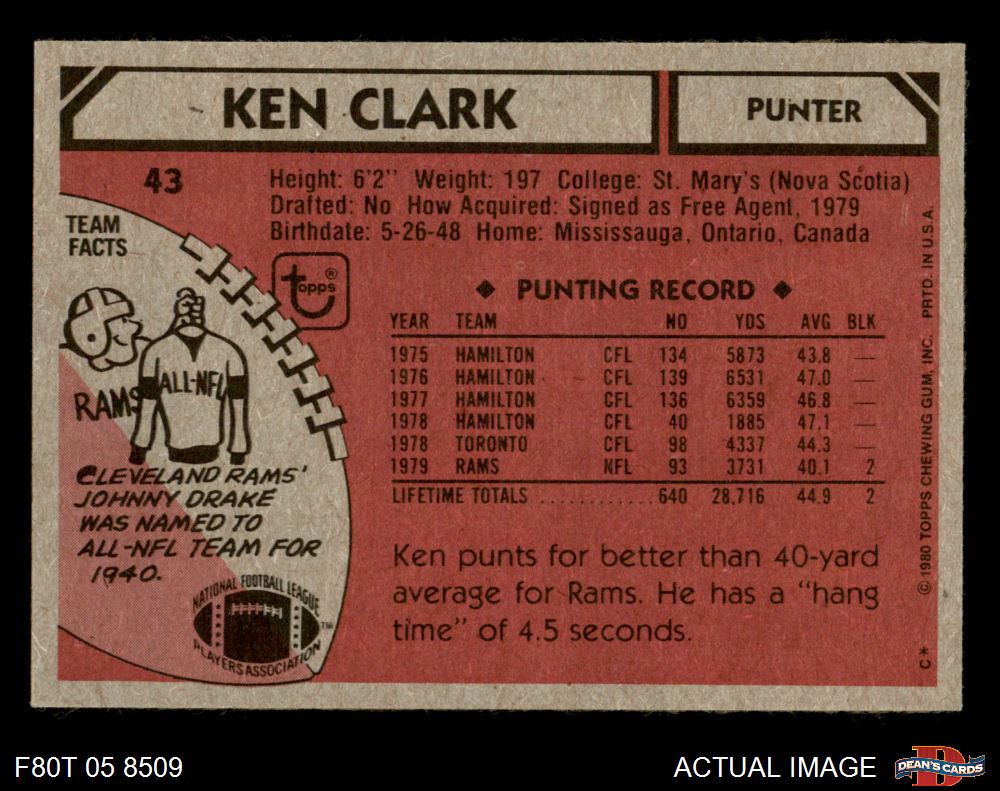 KEN CLARK
PUNTER
43
Height: 6'2" Weight: 197 College: St. Mary's (Nova Scotia)
Drafted: No How Acquired: Signed as Free Agent, 1979
Birthdate: 5-26-48 Home: Mississauga, Ontario, Canada
TEAM
FACTS
topps®
RAMS
ALL-NFL
CLEVELAND RAMS'
JOHNNY DRAKE
WAS NAMED TO
ALL-NFL TEAM FOR
1940.
NATIONAL FOOTBALL LEAGUE
PLAYERS ASSOCIATION
TM
◆ PUNTING RECORD ◆
YEAR TEAM NO YDS AVG BLK
1975 HAMILTON CFL 134 5873 43.8 —
1976 HAMILTON CFL 139 6531 47.0 —
1977 HAMILTON CFL 136 6359 46.8 —
1978 HAMILTON CFL 40 1885 47.1 —
1978 TORONTO CFL 98 4337 44.3 —
1979 RAMS NFL 93 3731 40.1 2
LIFETIME TOTALS ............ 640 28,716 44.9 2
Ken punts for better than 40-yard
average for Rams. He has a "hang
time" of 4.5 seconds.
C* © 1980 TOPPS CHEWING GUM, INC. PRTD. IN U.S.A.
F80T 05 8509
ACTUAL IMAGE
D
DEAN'S CARDS